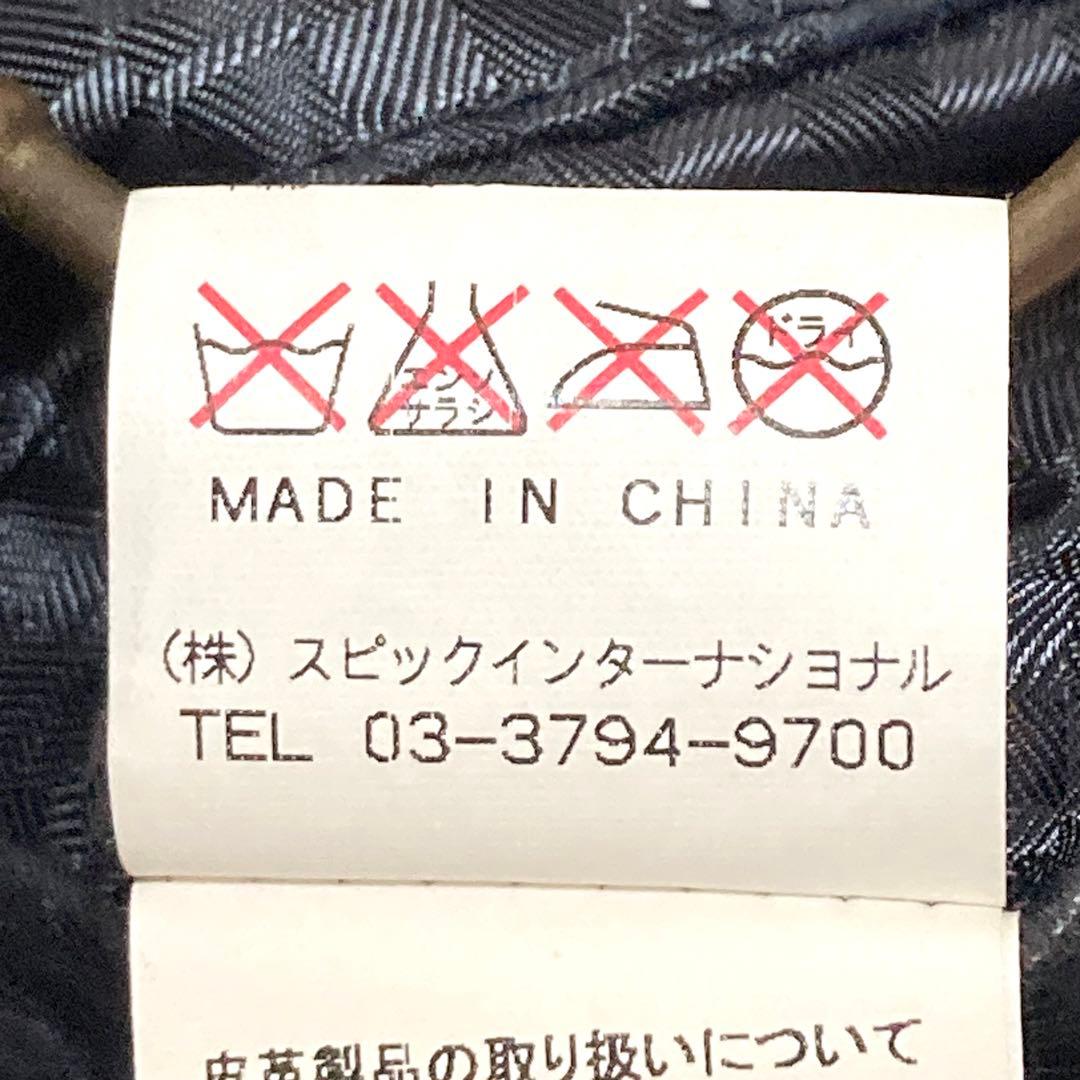 エンソ
サラシ
ドライ
MADE IN CHINA
(株) スピックインターナショナル
TEL 03-3794-9700
皮革製品の取り扱いについて